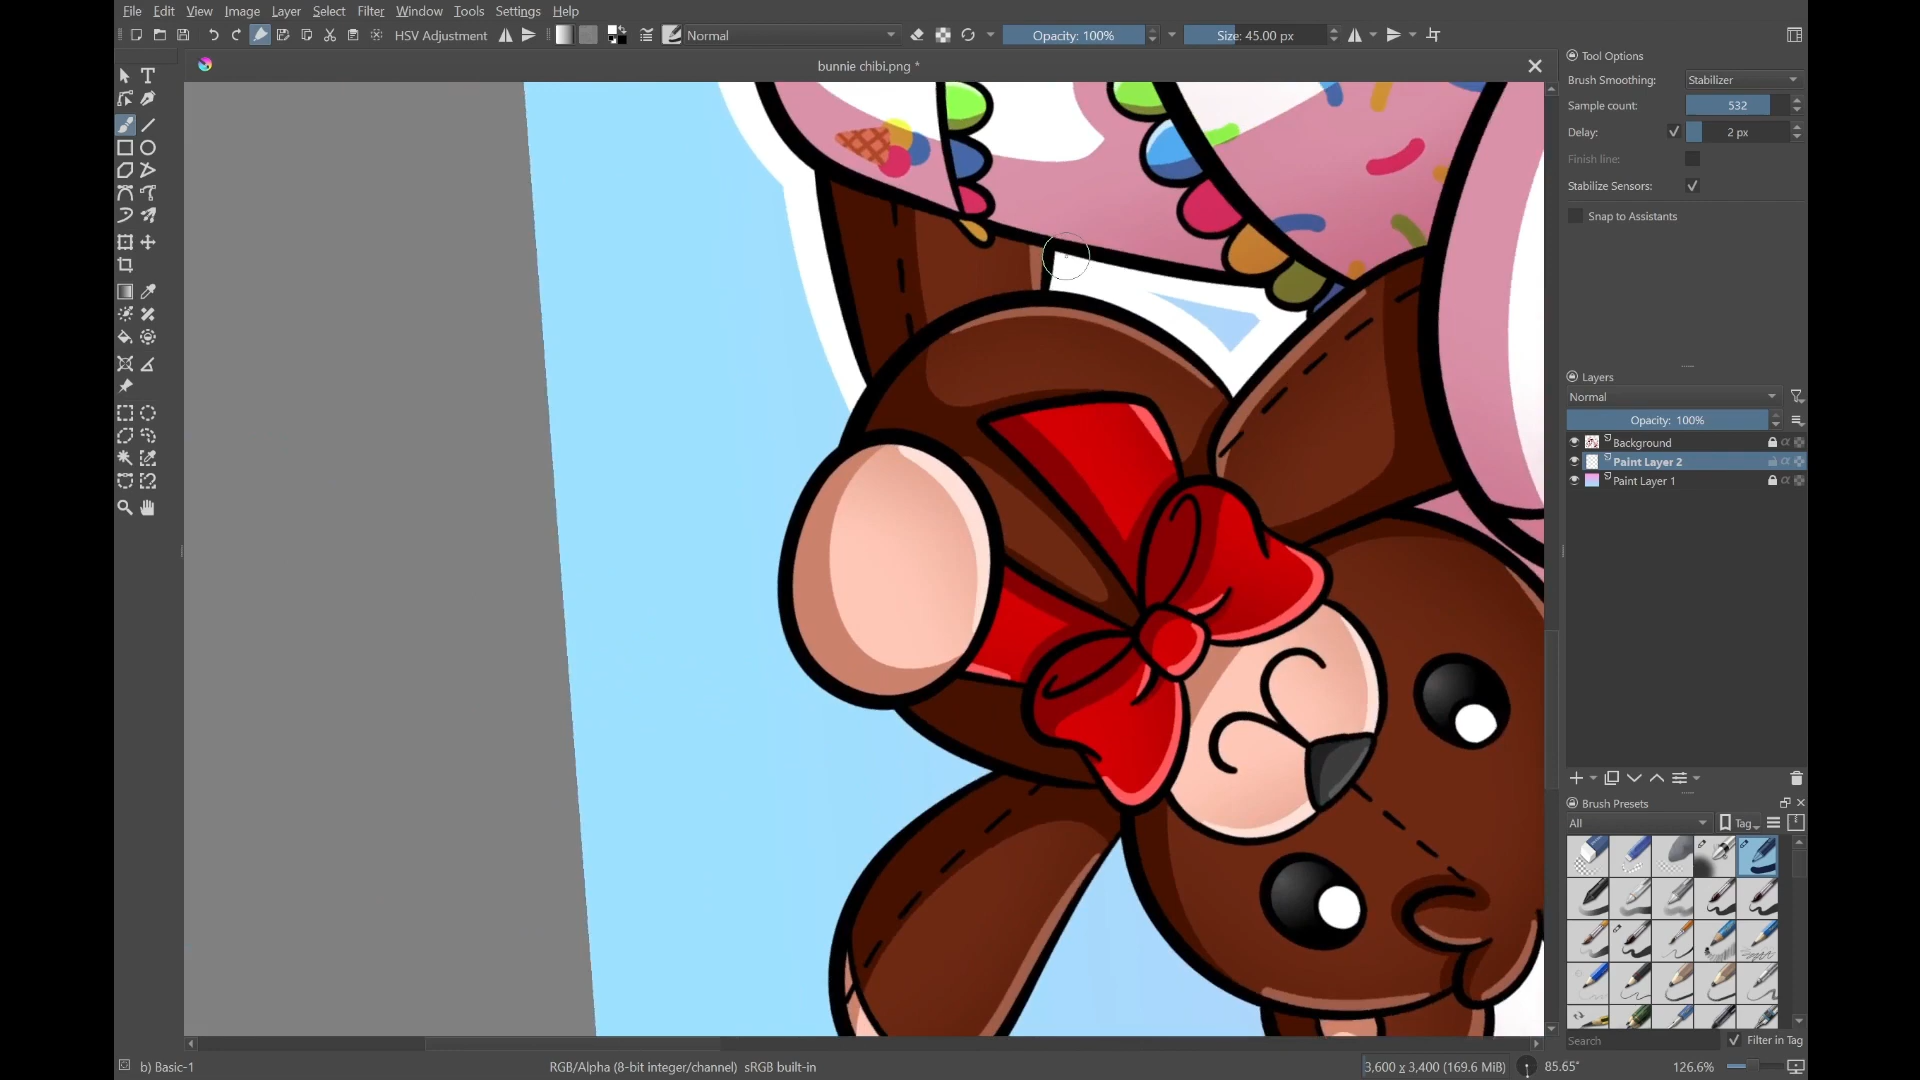 File Edit View Image Layer Select Filter Window Tools Settings Help
HSV Adjustment Normal Opacity: 100% Size: 45.00 px
bunnie chibi.png *
Tool Options
Brush Smoothing: Stabilizer
Sample count: 532
Delay: 2 px
Finish line:
Stabilize Sensors:
Snap to Assistants
Layers
Normal
Opacity: 100%
Background
Paint Layer 2
Paint Layer 1
Brush Presets
All Tag
Search Filter in Tag
b) Basic-1 RGB/Alpha (8-bit integer/channel) sRGB built-in 3,600 x 3,400 (169.6 MiB) 85.65° 126.6%